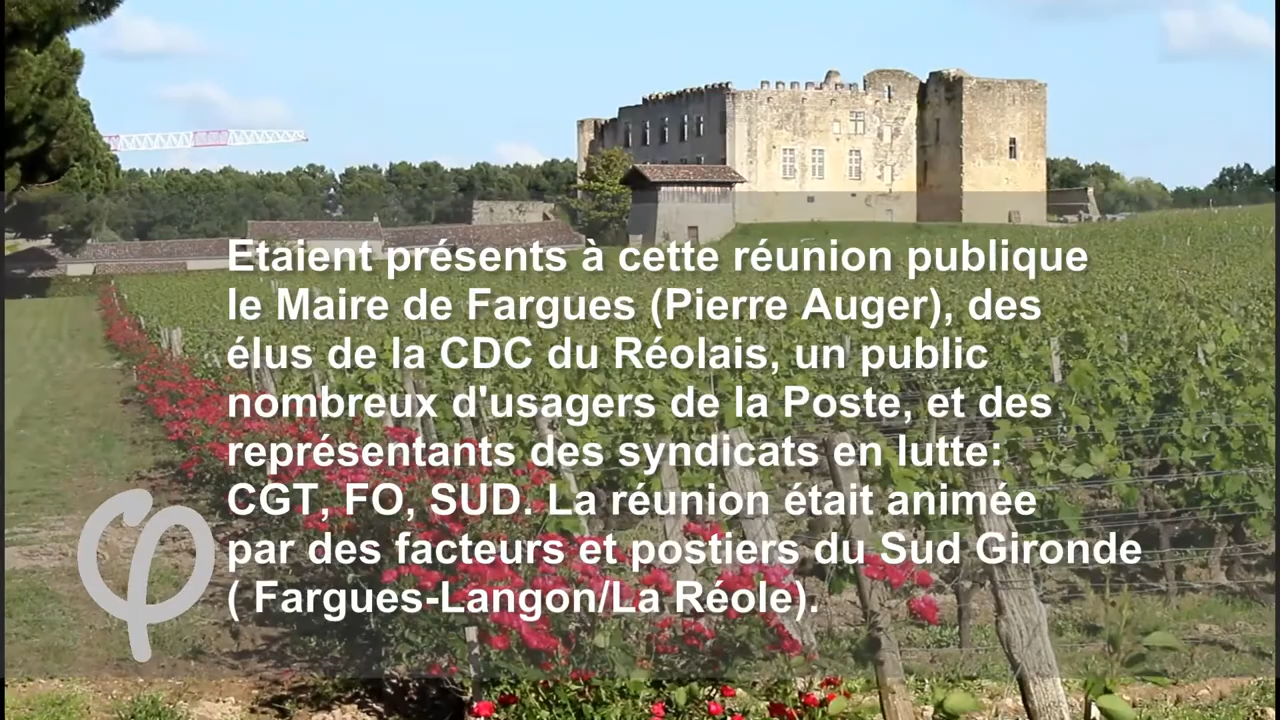 Etaient présents à cette réunion publique
le Maire de Fargues (Pierre Auger), des
élus de la CDC du Réolais, un public
nombreux d'usagers de la Poste, et des
représentants des syndicats en lutte:
CGT, FO, SUD. La réunion était animée
par des facteurs et postiers du Sud Gironde
( Fargues-Langon/La Réole).
φ